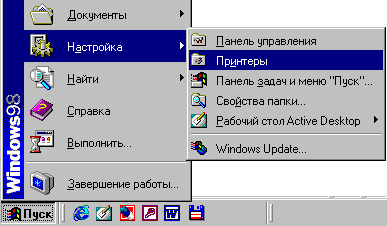 Документы
Настройка
Найти
Справка
Выполнить...
Завершение работы...
Панель управления
Принтеры
Панель задач и меню "Пуск"...
Свойства папки...
Рабочий стол Active Desktop
Windows Update...
Windows98
Пуск